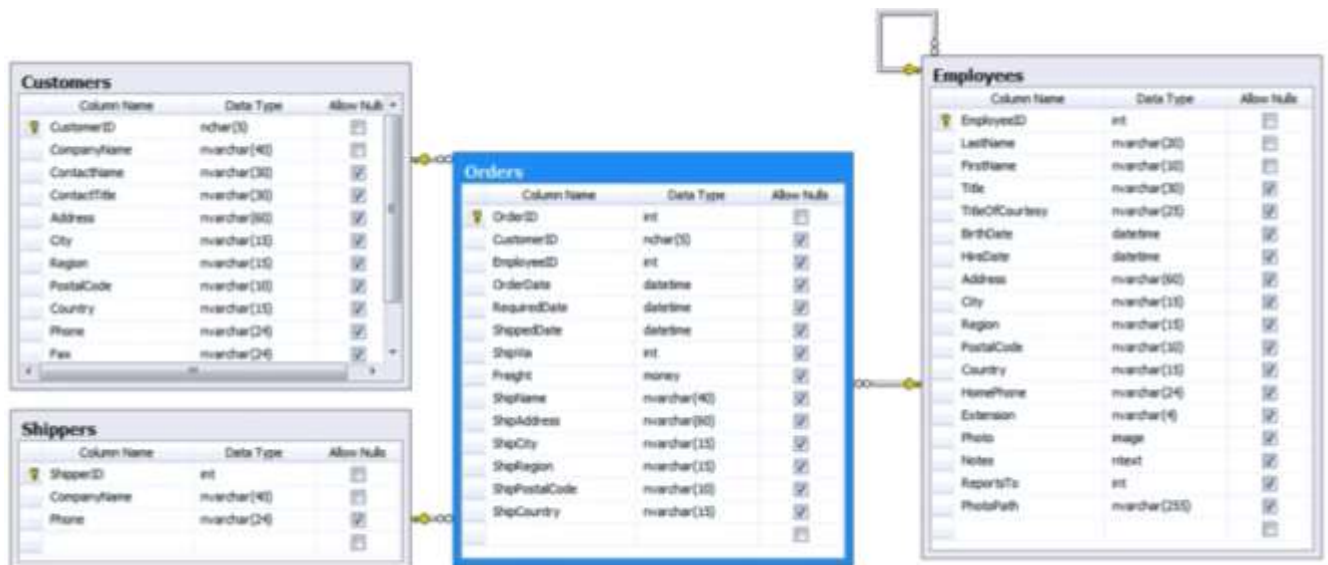 Customers
Column Name Data Type Allow Nulls
CustomerID nchar(5)
CompanyName nvarchar(40)
ContactName nvarchar(30)
ContactTitle nvarchar(30)
Address nvarchar(60)
City nvarchar(15)
Region nvarchar(15)
PostalCode nvarchar(10)
Country nvarchar(15)
Phone nvarchar(24)
Fax nvarchar(24)
Shippers
Column Name Data Type Allow Nulls
ShipperID int
CompanyName nvarchar(40)
Phone nvarchar(24)
Orders
Column Name Data Type Allow Nulls
OrderID int
CustomerID nchar(5)
EmployeeID int
OrderDate datetime
RequiredDate datetime
ShippedDate datetime
ShipVia int
Freight money
ShipName nvarchar(40)
ShipAddress nvarchar(60)
ShipCity nvarchar(15)
ShipRegion nvarchar(15)
ShipPostalCode nvarchar(10)
ShipCountry nvarchar(15)
Employees
Column Name Data Type Allow Nulls
EmployeeID int
LastName nvarchar(20)
FirstName nvarchar(10)
Title nvarchar(30)
TitleOfCourtesy nvarchar(25)
BirthDate datetime
HireDate datetime
Address nvarchar(60)
City nvarchar(15)
Region nvarchar(15)
PostalCode nvarchar(10)
Country nvarchar(15)
HomePhone nvarchar(24)
Extension nvarchar(4)
Photo image
Notes ntext
ReportsTo int
PhotoPath nvarchar(255)